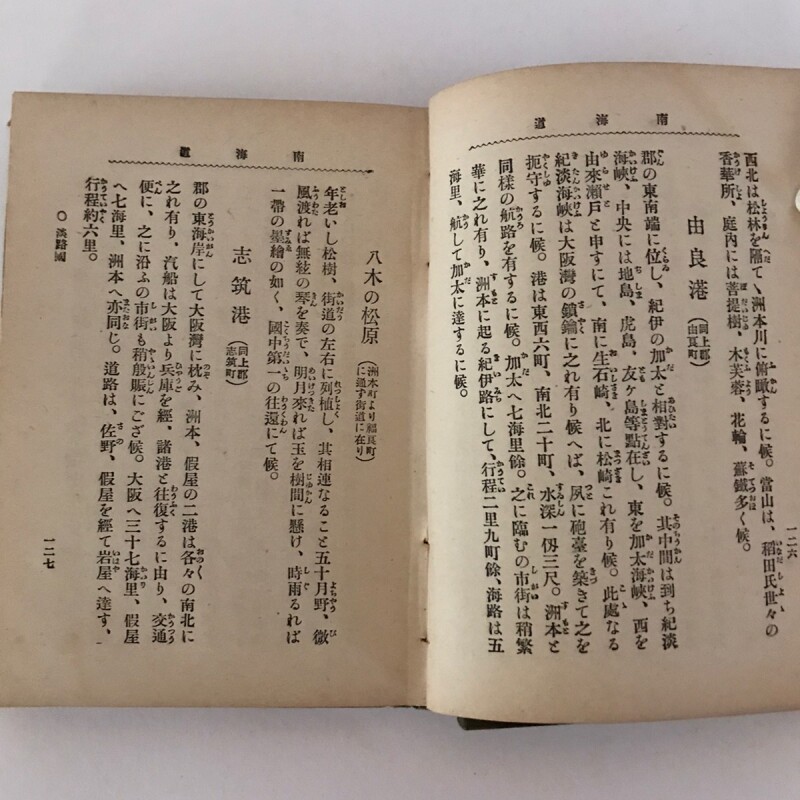 南海道
一二六
西北は松林を隔てゝ洲本川に俯瞰するに候。當山は、稻田氏世々の
香華所、庭内には菩提樹、木芙蓉、花輪、蘇鐵多く候。
由良港（同上郡由良町）
郡の東南端に位し、紀伊の加太と相對するに候。其中間は到ち紀淡
海峽、中央には地島、虎島、友ヶ島等點在し、東を加太海峽、西を
由來瀬戸と申すにて、南に生石崎、北に松崎これ有り候。此處なる
紀淡海峽は大阪灣の鎖鑰に之れ有り候へば、夙に砲臺を築きて之を
扼守するに候。港は東西六町、南北二十町、水深一仭三尺。洲本と
同樣の航路を有するに候。加太へ七海里餘。之に臨むの市街は稍繁
華に之れ有り、洲本に起る紀伊路にして、行程二里九町餘、海路は五
海里、航して加太に達するに候。
南海道
八木の松原（洲本町より福良町に通ず街道に在り）
年老いし松樹、街道の左右に列植し、其相連なること五十月野、微
風渡れば無絃の琴を奏で、明月來れば玉を樹間に懸け、時雨るれば
一帶の墨繪の如く、國中第一の往還にて候。
志筑港（同上郡志筑町）
郡の東海岸にして大阪灣に枕み、洲本、假屋の二港は各々の南北に
之れ有り、汽船は大阪より兵庫を經、諸港と往復するに由り、交通
便に、之に沿ふの市街も稍殷賑にござ候。大阪へ三十七海里、假屋
へ七海里、洲本へ亦同じ。道路は、佐野、假屋を經て岩屋へ達す、
行程約六里。
○淡路國
一二七